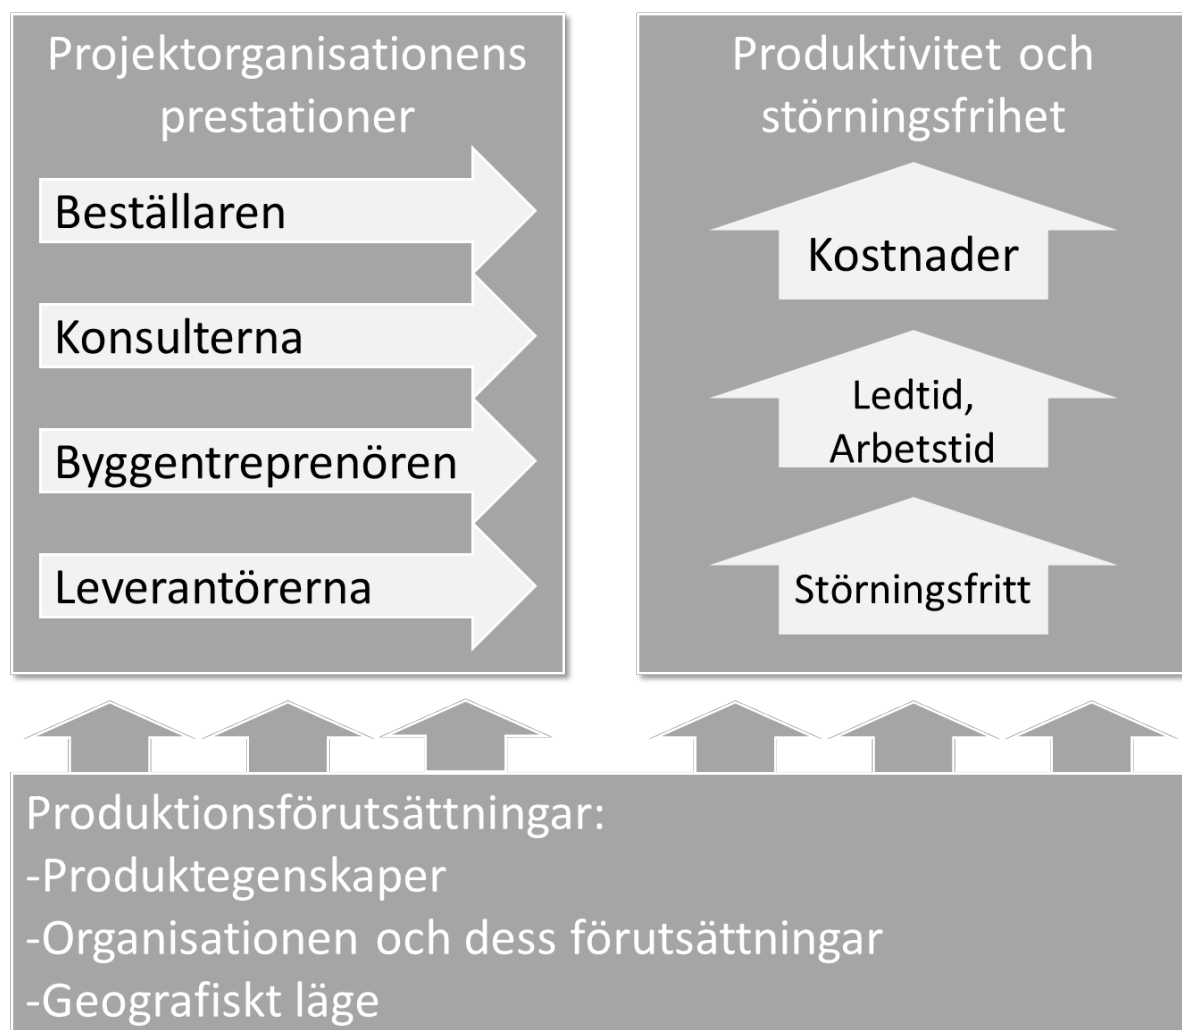 Projektorganisationens
prestationer
Beställaren
Konsulterna
Byggentreprenören
Leverantörerna
Produktivitet och
störningsfrihet
Kostnader
Ledtid,
Arbetstid
Störningsfritt
Produktionsförutsättningar:
-Produktegenskaper
-Organisationen och dess förutsättningar
-Geografiskt läge